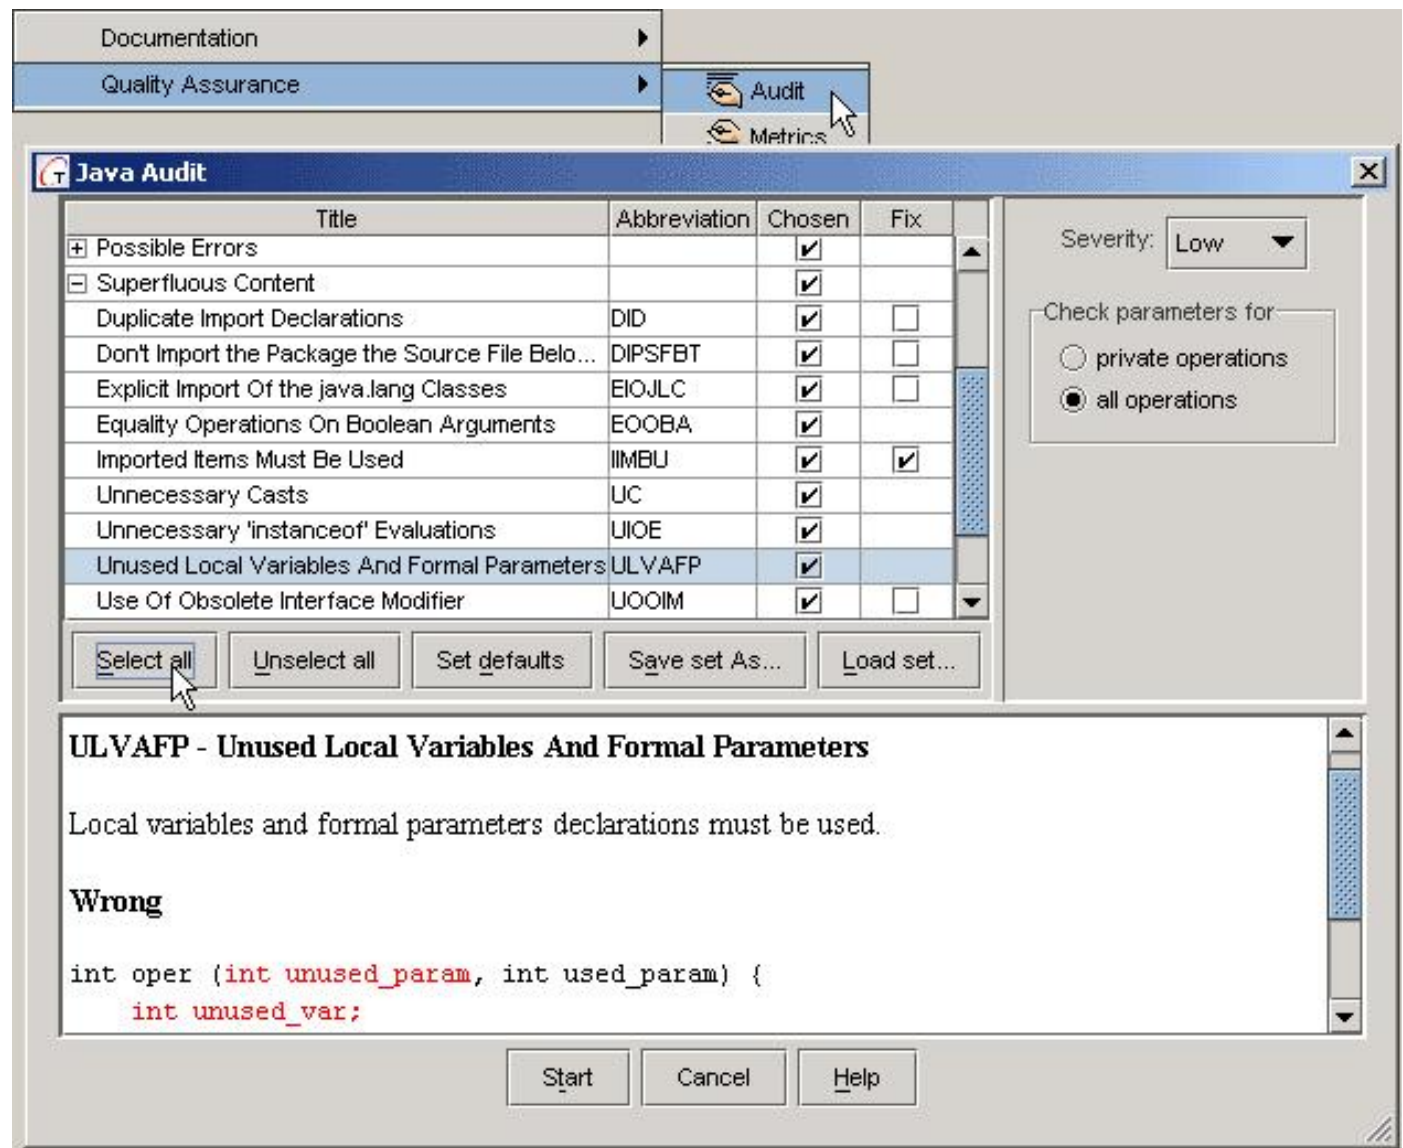 Documentation
Quality Assurance
Audit
Metrics
Java Audit
Title Abbreviation Chosen Fix
Possible Errors
Superfluous Content
Duplicate Import Declarations DID
Don't Import the Package the Source File Belo... DIPSFBT
Explicit Import Of the java.lang Classes EIOJLC
Equality Operations On Boolean Arguments EOOBA
Imported Items Must Be Used IIMBU
Unnecessary Casts UC
Unnecessary 'instanceof' Evaluations UIOE
Unused Local Variables And Formal Parameters ULVAFP
Use Of Obsolete Interface Modifier UOOIM
Select all Unselect all Set defaults Save set As... Load set...
Severity: Low
Check parameters for
private operations
all operations
ULVAFP - Unused Local Variables And Formal Parameters
Local variables and formal parameters declarations must be used.
Wrong
int oper (int unused_param, int used_param) {
int unused_var;
Start Cancel Help